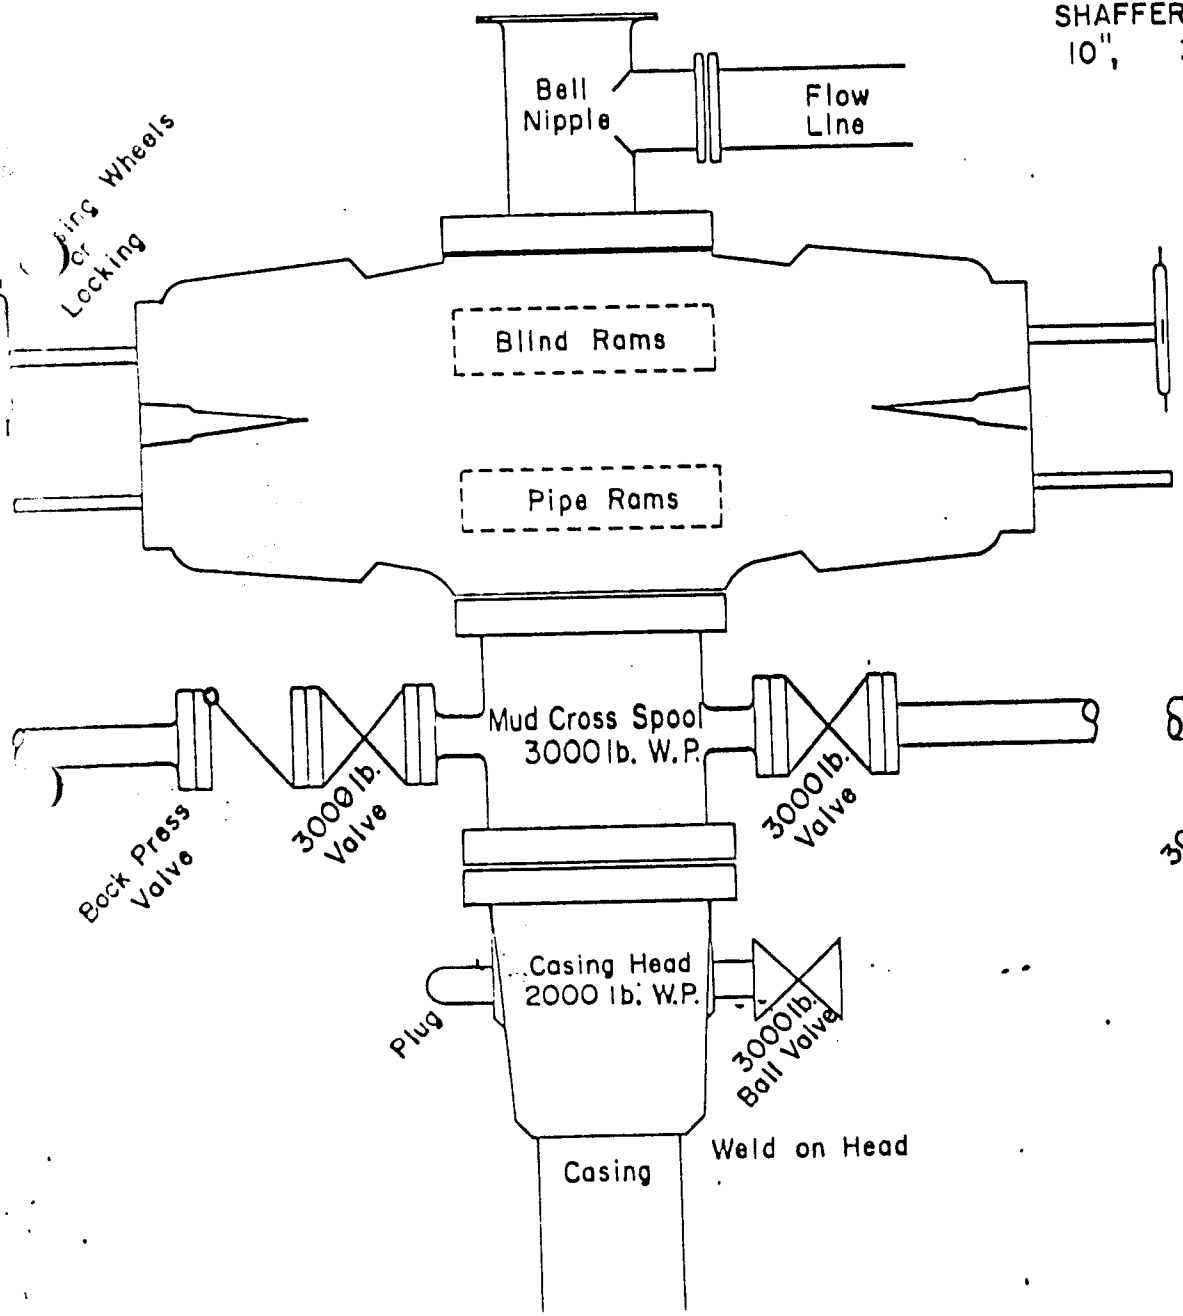 SHAFFER
10",
Bell
Nipple
Flow
Line
Wheels
or
Locking
Blind Rams
Pipe Rams
Mud Cross Spool
3000 lb. W.P.
3000 lb.
Valve
3000 lb.
Valve
Back Press
Valve
Casing Head
2000 lb. W.P.
Plug
3000 lb.
Ball Valve
Weld on Head
Casing